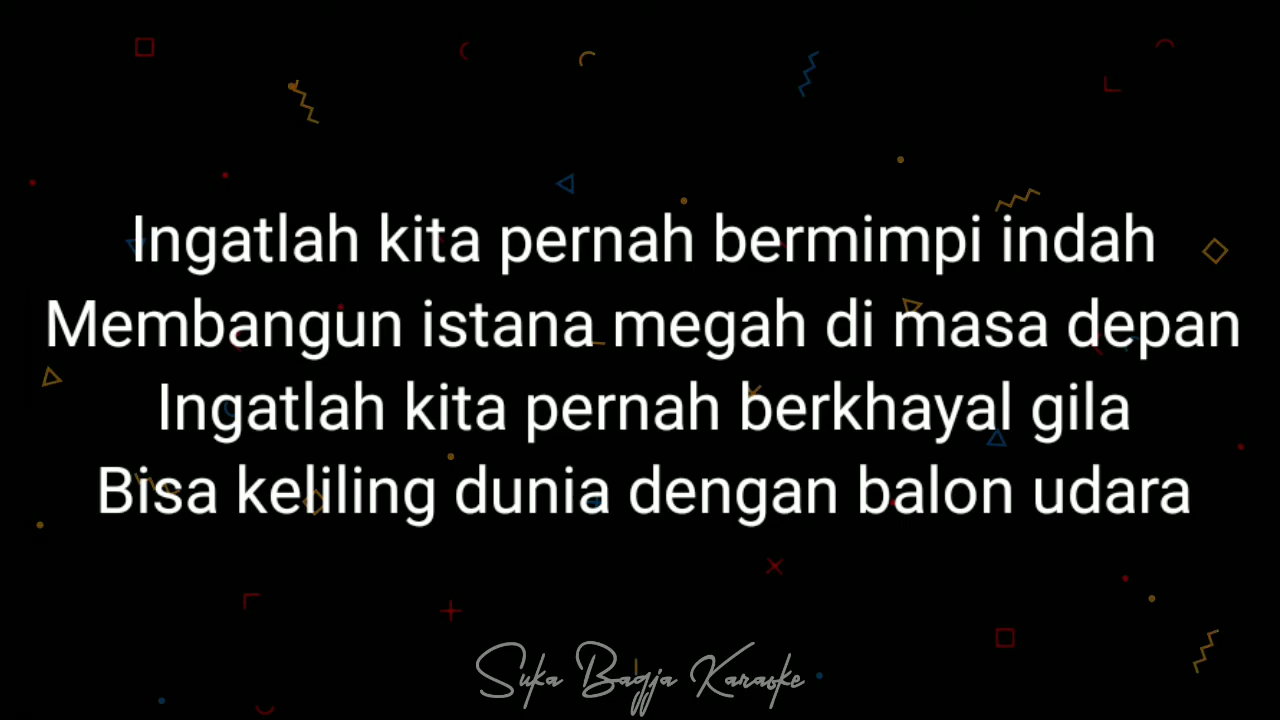 Ingatlah kita pernah bermimpi indah
Membangun istana megah di masa depan
Ingatlah kita pernah berkhayal gila
Bisa keliling dunia dengan balon udara
Suka Bagja Karaoke